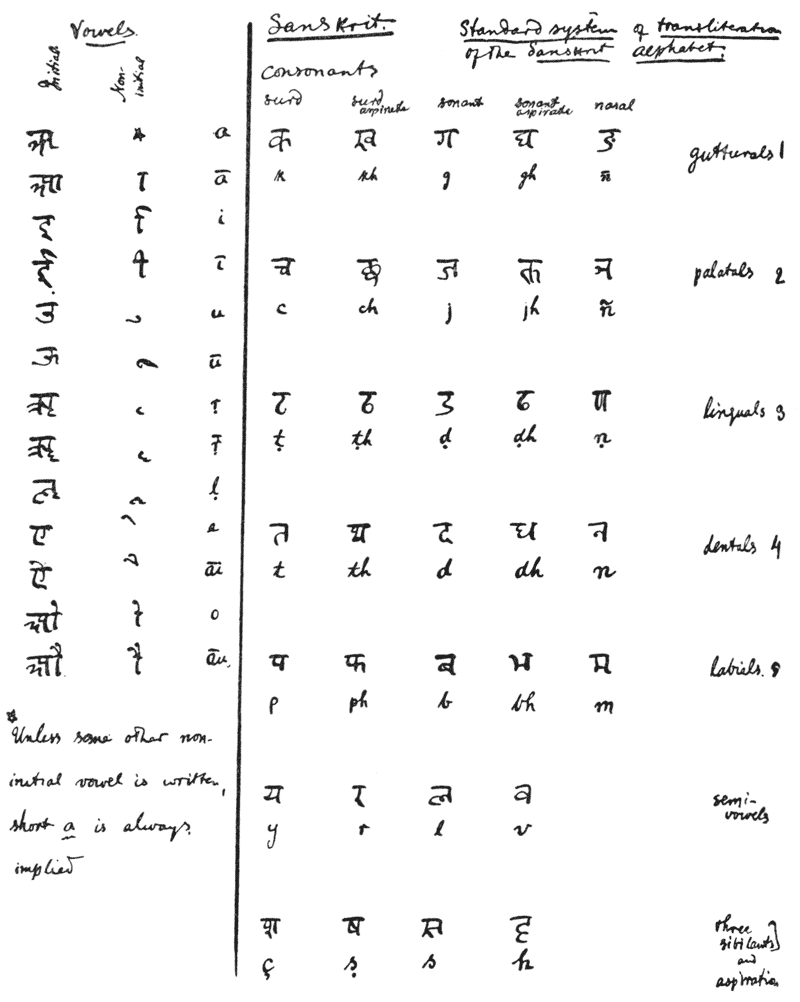 Vowels.
Initial Non-initial
अ * a
आ ा ā
इ ि i
ई ी ī
उ ु u
ऊ ू ū
ऋ ृ ṛ
ॠ ॄ ṝ
ऌ ॢ ḷ
ए े e
ऐ ै āi
ओ ो o
औ ौ āu.
*
Unless some other non-
initial vowel is written,
short a is always
implied
Sanskrit.
Standard system of transliteration
of the Sanskrit alphabet.
Consonants
surd surd aspirate sonant sonant aspirate nasal
क ख ग घ ङ gutturals 1
k kh g gh n̄
च छ ज झ ञ palatals 2
c ch j jh ñ
ट ठ ड ढ ण linguals 3
ṭ ṭh ḍ ḍh ṇ
त थ द ध न dentals 4
t th d dh n
प फ ब भ म labials. 5
p ph b bh m
य र ल व semi-
vowels
y r l v
श ष स ह three
sibilants
and
aspiration
ç ṣ s h